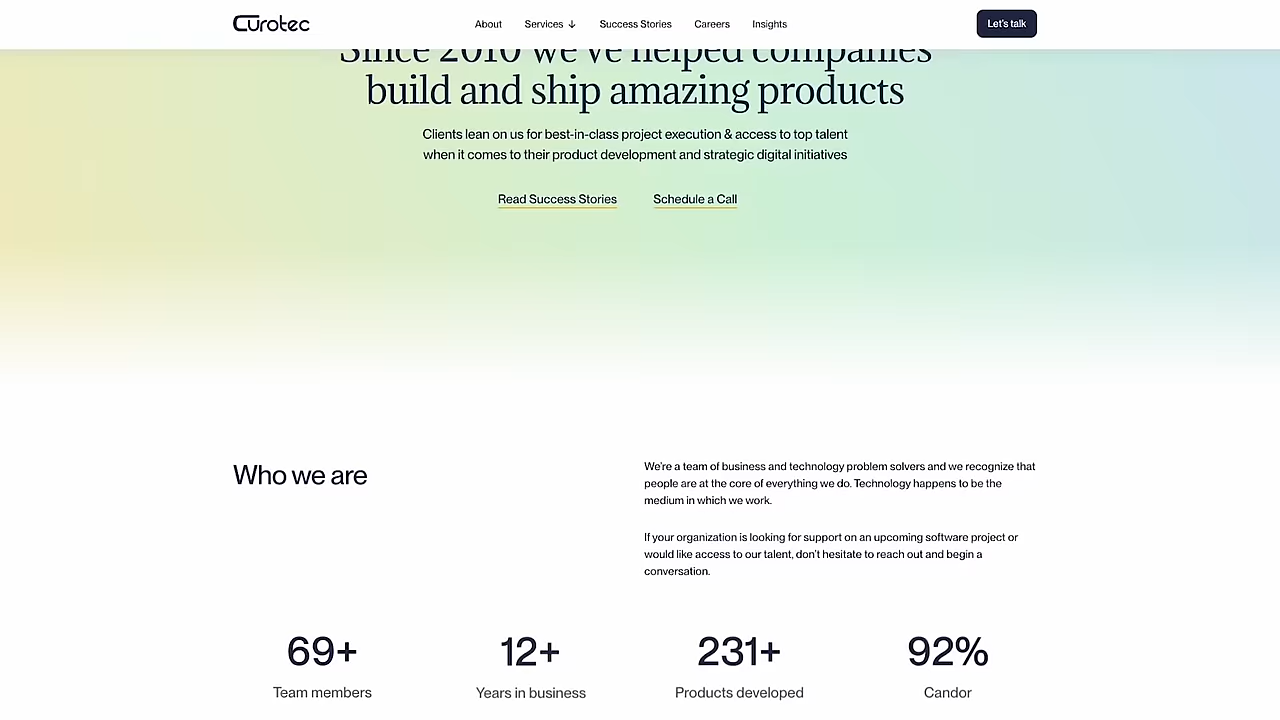 Curotec
About
Services ↓
Success Stories
Careers
Insights
Let's talk
Since 2010 we've helped companies
build and ship amazing products
Clients lean on us for best-in-class project execution & access to top talent
when it comes to their product development and strategic digital initiatives
Read Success Stories
Schedule a Call
Who we are
We're a team of business and technology problem solvers and we recognize that
people are at the core of everything we do. Technology happens to be the
medium in which we work.
If your organization is looking for support on an upcoming software project or
would like access to our talent, don't hesitate to reach out and begin a
conversation.
69+
Team members
12+
Years in business
231+
Products developed
92%
Candor